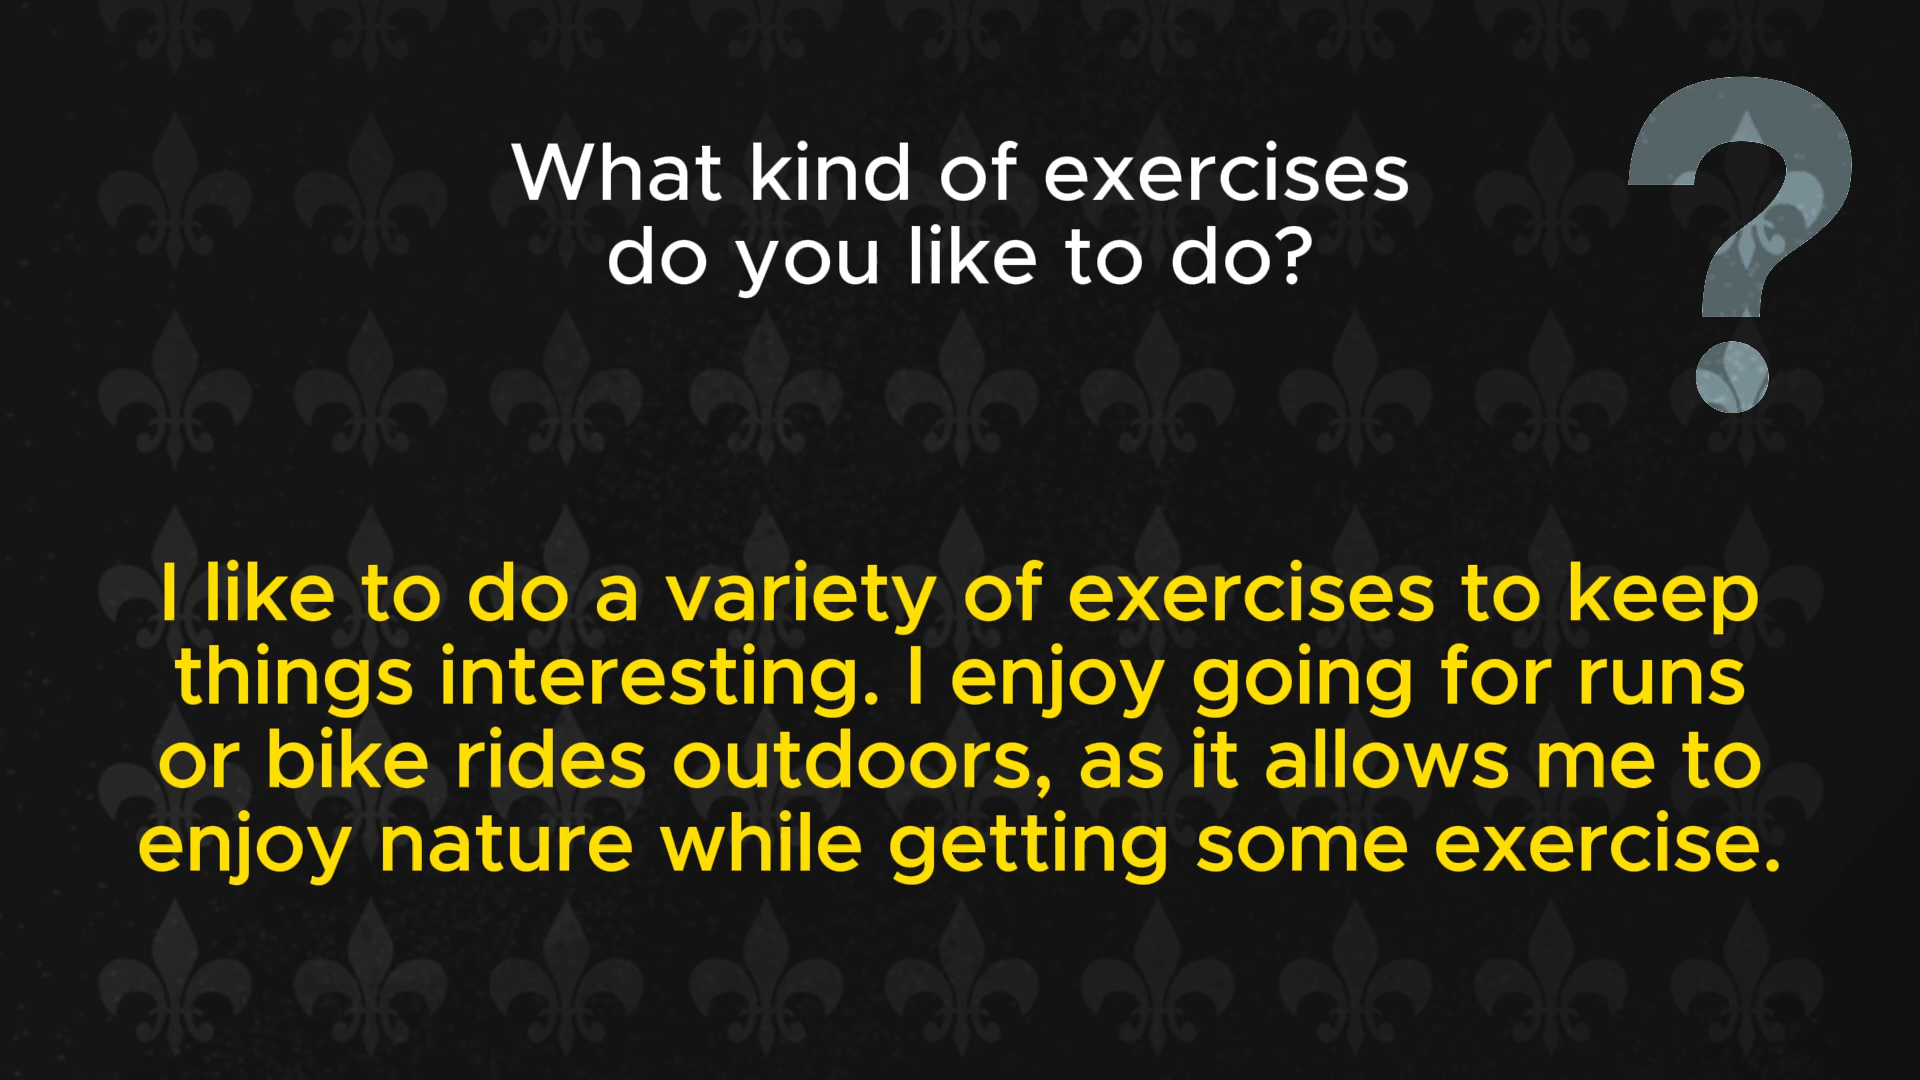 What kind of exercises
do you like to do?
I like to do a variety of exercises to keep
things interesting. I enjoy going for runs
or bike rides outdoors, as it allows me to
enjoy nature while getting some exercise.